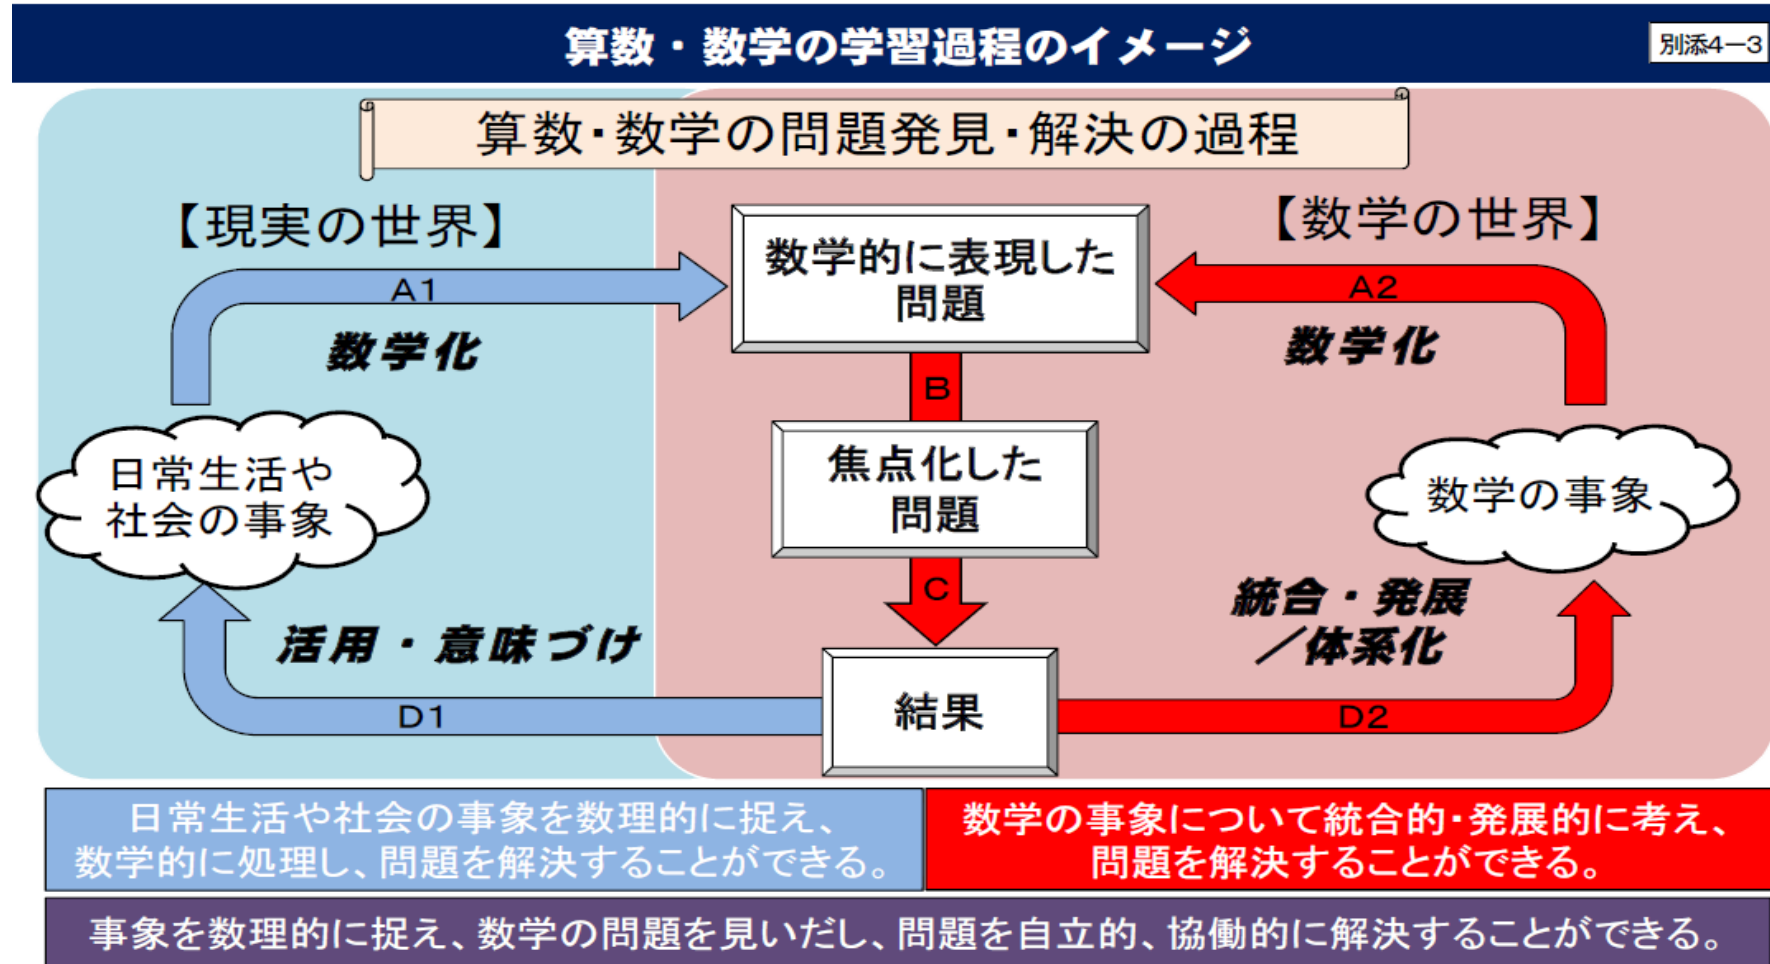 算数・数学の学習過程のイメージ
別添4－3
算数・数学の問題発見・解決の過程
【現実の世界】
【数学の世界】
数学的に表現した
問題
A1
A2
数学化
数学化
B
日常生活や
社会の事象
焦点化した
問題
数学の事象
C
活用・意味づけ
統合・発展
／体系化
結果
D1
D2
日常生活や社会の事象を数理的に捉え、
数学的に処理し、問題を解決することができる。
数学の事象について統合的・発展的に考え、
問題を解決することができる。
事象を数理的に捉え、数学の問題を見いだし、問題を自立的、協働的に解決することができる。